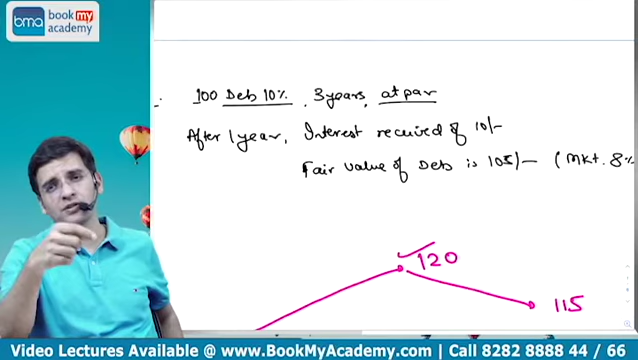 bma book my academy
100 Deb 10%, 3 years, at par
After 1 year, Interest received of 10/-
Fair value of Deb is 105/- (Mkt. 8%
120
115
Video Lectures Available @ www.BookMyAcademy.com | Call 8282 8888 44 / 66